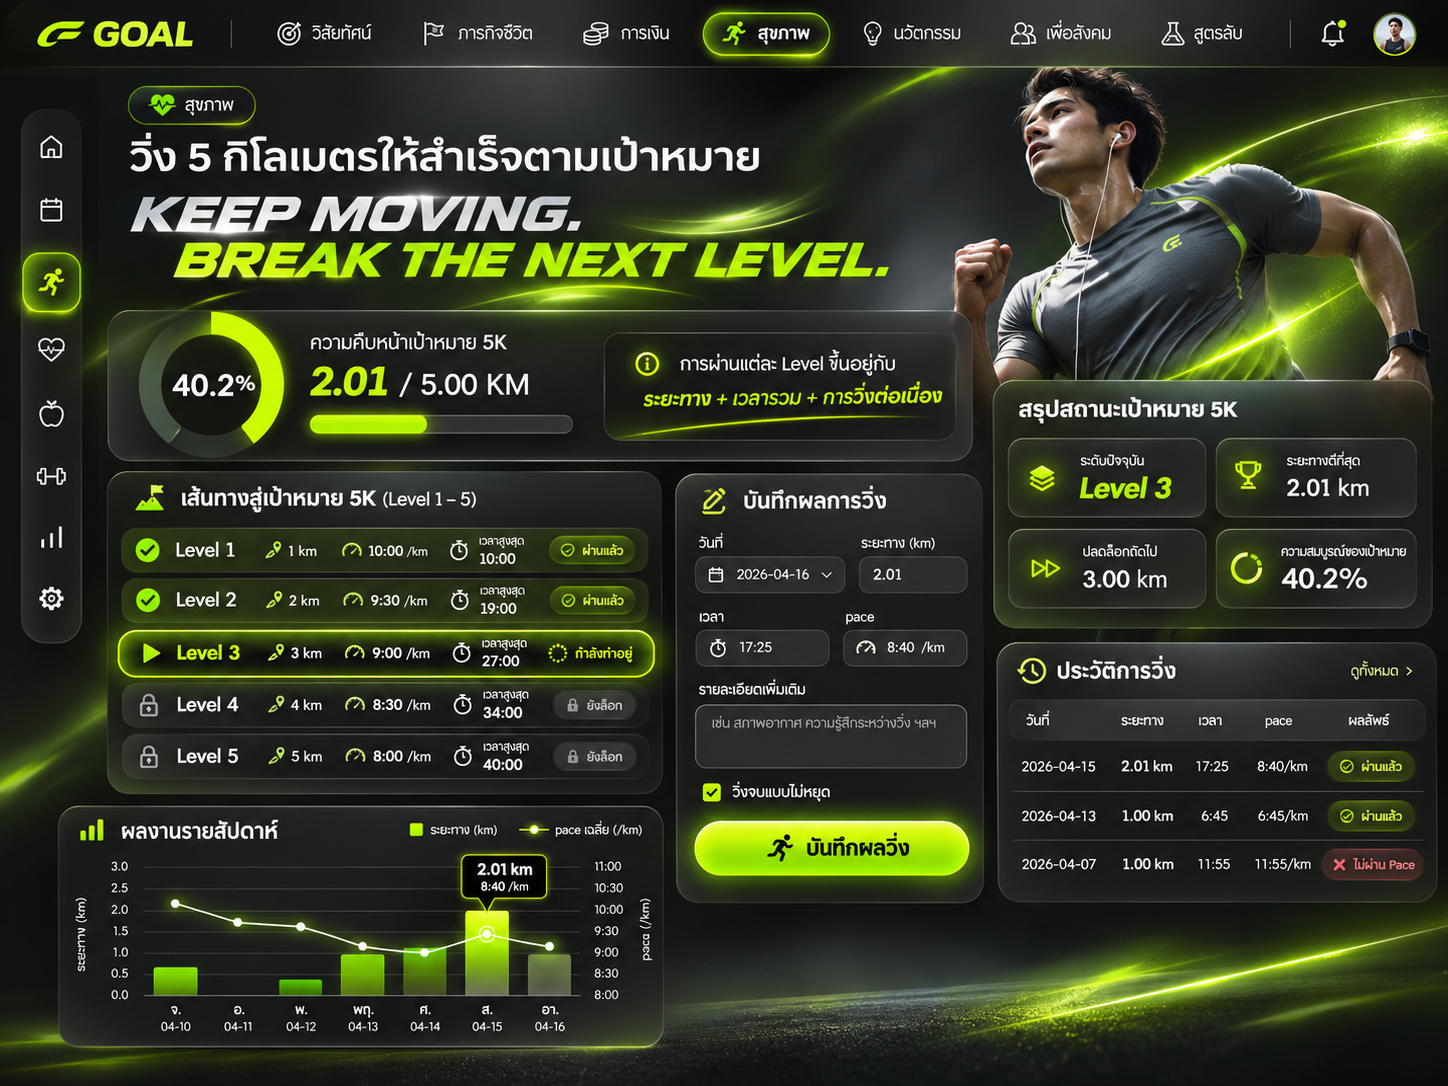 GOAL
วิสัยทัศน์
ภารกิจชีวิต
การเงิน
สุขภาพ
นวัตกรรม
เพื่อสังคม
สูตรลับ
สุขภาพ
วิ่ง 5 กิโลเมตรให้สำเร็จตามเป้าหมาย
KEEP MOVING.
BREAK THE NEXT LEVEL.
40.2%
ความคืบหน้าเป้าหมาย 5K
2.01 / 5.00 KM
การผ่านแต่ละ Level ขึ้นอยู่กับ
ระยะทาง + เวลารวม + การวิ่งต่อเนื่อง
เส้นทางสู่เป้าหมาย 5K (Level 1 – 5)
Level 1 1 km 10:00 /km เวลาสูงสุด 10:00 ผ่านแล้ว
Level 2 2 km 9:30 /km เวลาสูงสุด 19:00 ผ่านแล้ว
Level 3 3 km 9:00 /km เวลาสูงสุด 27:00 กำลังทำอยู่
Level 4 4 km 8:30 /km เวลาสูงสุด 34:00 ยังล็อก
Level 5 5 km 8:00 /km เวลาสูงสุด 40:00 ยังล็อก
บันทึกผลการวิ่ง
วันที่ ระยะทาง (km)
2026-04-16 2.01
เวลา pace
17:25 8:40 /km
รายละเอียดเพิ่มเติม
เช่น สภาพอากาศ ความรู้สึกระหว่างวิ่ง ฯลฯ
วิ่งจบแบบไม่หยุด
บันทึกผลวิ่ง
สรุปสถานะเป้าหมาย 5K
ระดับปัจจุบัน
Level 3
ระยะทางดีที่สุด
2.01 km
ปลดล็อกถัดไป
3.00 km
ความสมบูรณ์ของเป้าหมาย
40.2%
ประวัติการวิ่ง
ดูทั้งหมด >
วันที่ ระยะทาง เวลา pace ผลลัพธ์
2026-04-15 2.01 km 17:25 8:40/km ผ่านแล้ว
2026-04-13 1.00 km 6:45 6:45/km ผ่านแล้ว
2026-04-07 1.00 km 11:55 11:55/km ไม่ผ่าน Pace
ผลงานรายสัปดาห์
ระยะทาง (km)
pace เฉลี่ย (/km)
2.01 km
8:40 /km
ระยะทาง (km)
3.0
2.5
2.0
1.5
1.0
0.5
0.0
11:00
10:30
10:00
9:30
9:00
8:30
8:00
pace (/km)
จ. อ. พ. พฤ. ศ. ส. อา.
04-10 04-11 04-12 04-13 04-14 04-15 04-16